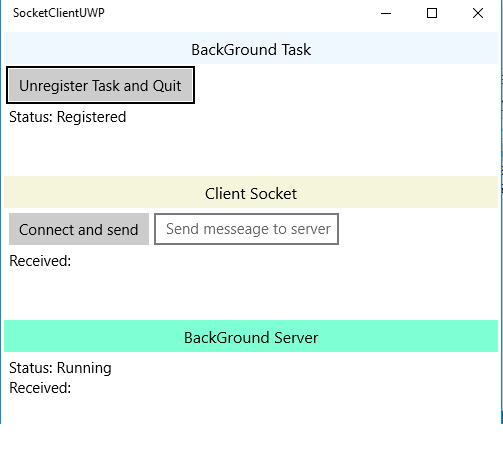 SocketClientUWP
BackGround Task
Unregister Task and Quit
Status: Registered
Client Socket
Connect and send
Send messeage to server
Received:
BackGround Server
Status: Running
Received: